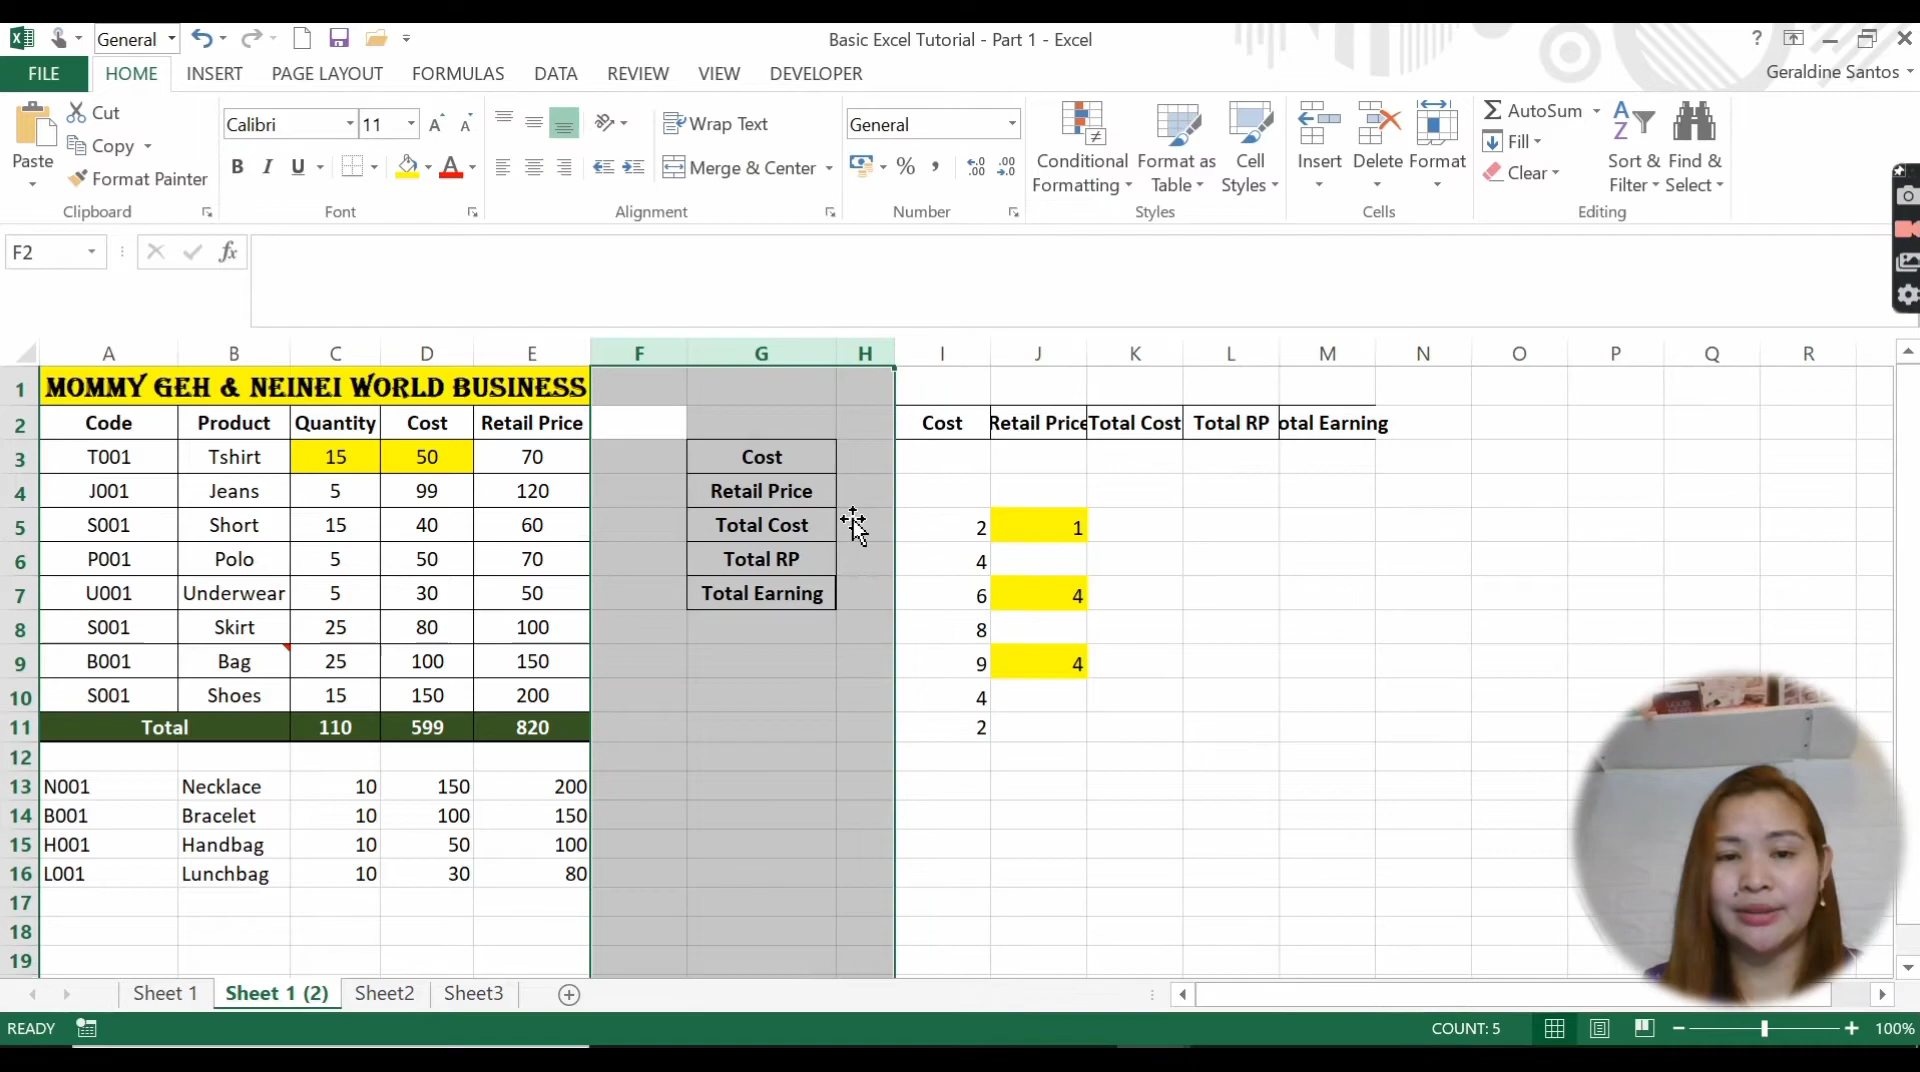 General
Basic Excel Tutorial - Part 1 - Excel
?
FILE HOME INSERT PAGE LAYOUT FORMULAS DATA REVIEW VIEW DEVELOPER Geraldine Santos
Paste
Cut
Copy
Format Painter
Clipboard
Calibri 11
B I U A
Font
Wrap Text
Merge & Center
Alignment
General
% ,
Number
Conditional Formatting
Format as Table
Cell Styles
Styles
Insert Delete Format
Cells
AutoSum
Fill
Clear
Sort & Filter
Find & Select
Editing
F2 fx
A B C D E F G H I J K L M N O P Q R
1 MOMMY GEH & NEINEI WORLD BUSINESS
2 Code Product Quantity Cost Retail Price Cost Retail Price Total Cost Total RP otal Earning
3 T001 Tshirt 15 50 70 Cost
4 J001 Jeans 5 99 120 Retail Price
5 S001 Short 15 40 60 Total Cost 2 1
6 P001 Polo 5 50 70 Total RP 4
7 U001 Underwear 5 30 50 Total Earning 6 4
8 S001 Skirt 25 80 100 8
9 B001 Bag 25 100 150 9 4
10 S001 Shoes 15 150 200 4
11 Total 110 599 820 2
12
13 N001 Necklace 10 150 200
14 B001 Bracelet 10 100 150
15 H001 Handbag 10 50 100
16 L001 Lunchbag 10 30 80
17
18
19
Sheet 1 Sheet 1 (2) Sheet2 Sheet3
READY COUNT: 5 100%